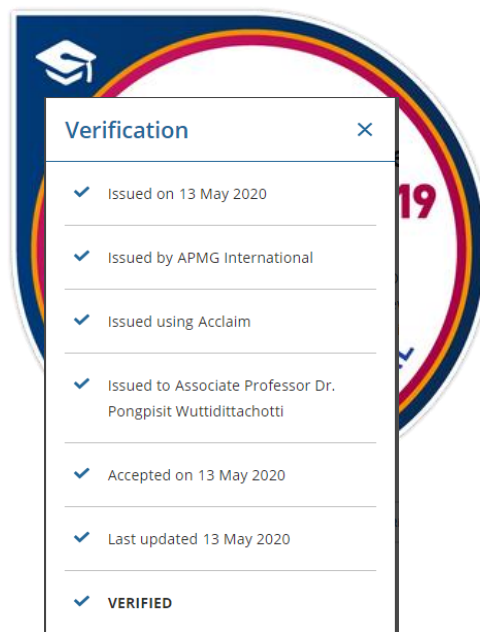 Verification
Issued on 13 May 2020
Issued by APMG International
Issued using Acclaim
Issued to Associate Professor Dr.
Pongpisit Wuttidittachotti
Accepted on 13 May 2020
Last updated 13 May 2020
VERIFIED
19